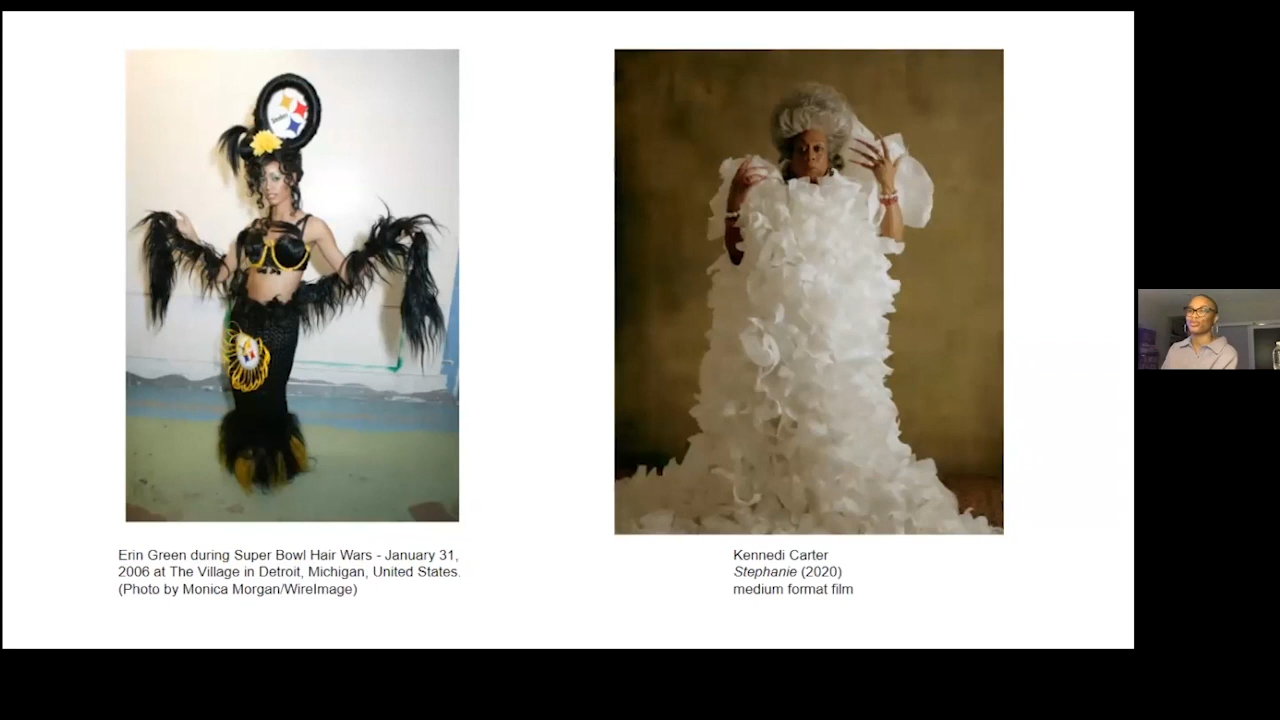 Erin Green during Super Bowl Hair Wars - January 31,
2006 at The Village in Detroit, Michigan, United States.
(Photo by Monica Morgan/WireImage)
Kennedi Carter
Stephanie (2020)
medium format film